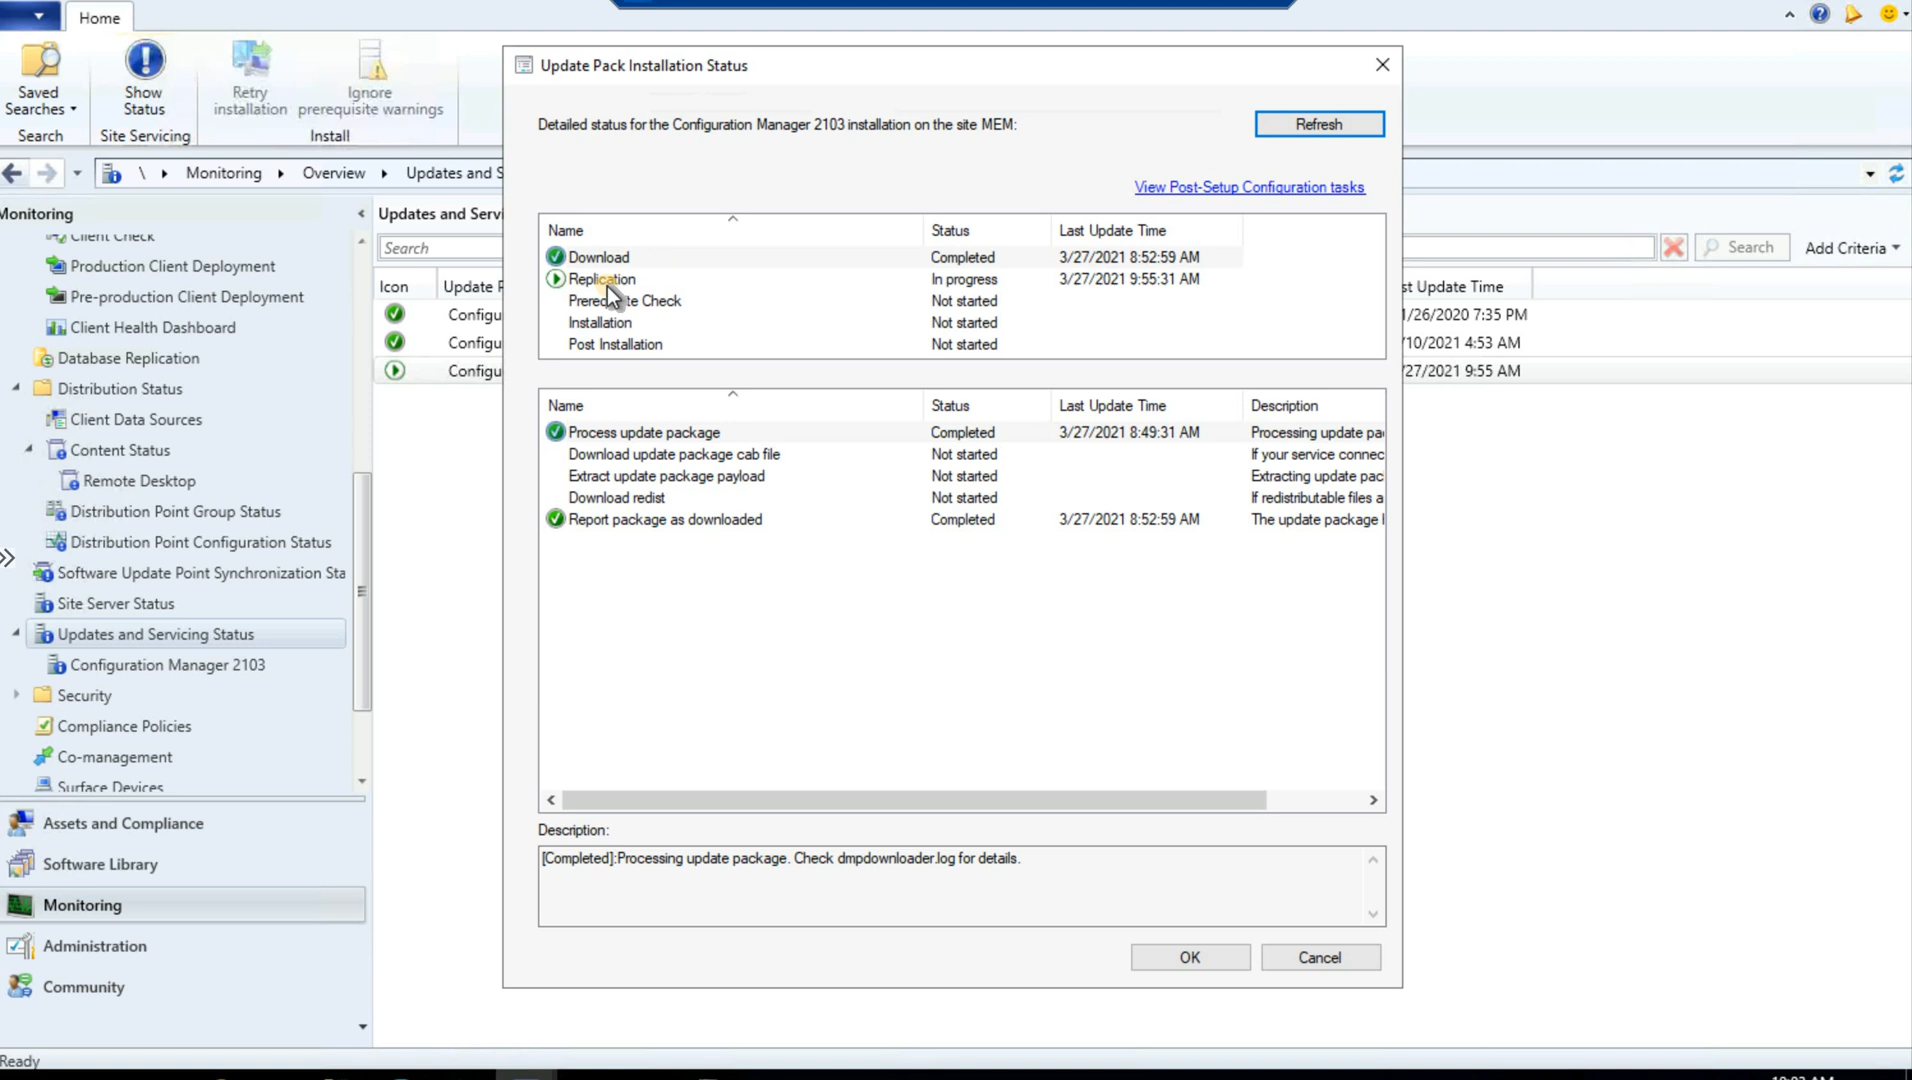 Home
Saved Searches
Show Status
Retry installation
Ignore prerequisite warnings
Search
Site Servicing
Install
\ Monitoring Overview Updates and S
Monitoring
Client Check
Production Client Deployment
Pre-production Client Deployment
Client Health Dashboard
Database Replication
Distribution Status
Client Data Sources
Content Status
Remote Desktop
Distribution Point Group Status
Distribution Point Configuration Status
Software Update Point Synchronization Sta
Site Server Status
Updates and Servicing Status
Configuration Manager 2103
Security
Compliance Policies
Co-management
Surface Devices
Assets and Compliance
Software Library
Monitoring
Administration
Community
Ready
Updates and Servi
Search
Icon Update P
Configu
Configu
Configu
Update Pack Installation Status
Detailed status for the Configuration Manager 2103 installation on the site MEM:
Refresh
View Post-Setup Configuration tasks
Name Status Last Update Time
Download Completed 3/27/2021 8:52:59 AM
Replication In progress 3/27/2021 9:55:31 AM
Prereq te Check Not started
Installation Not started
Post Installation Not started
Name Status Last Update Time Description
Process update package Completed 3/27/2021 8:49:31 AM Processing update pa
Download update package cab file Not started If your service connec
Extract update package payload Not started Extracting update pac
Download redist Not started If redistributable files a
Report package as downloaded Completed 3/27/2021 8:52:59 AM The update package
Description:
[Completed]:Processing update package. Check dmpdownloader.log for details.
OK
Cancel
Search
Add Criteria
st Update Time
1/26/2020 7:35 PM
/10/2021 4:53 AM
/27/2021 9:55 AM